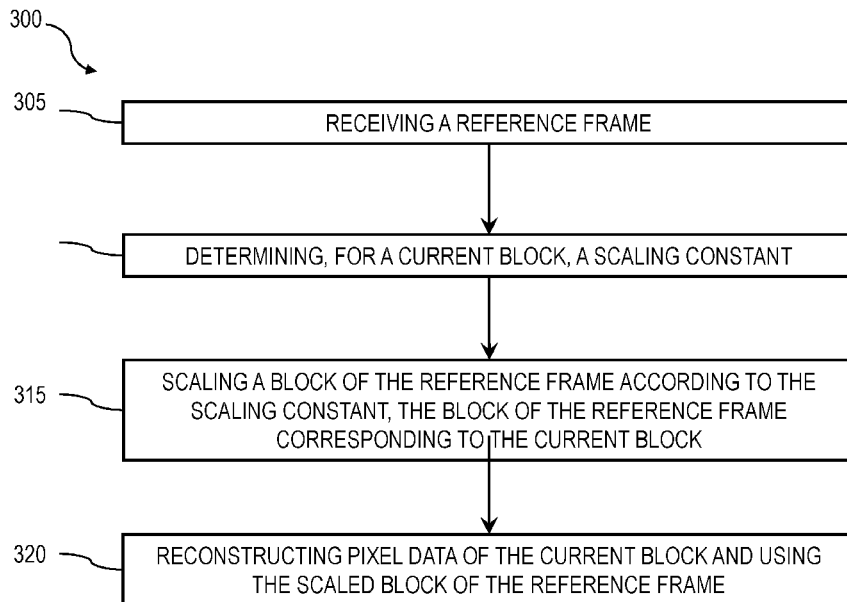 300
305
RECEIVING A REFERENCE FRAME
DETERMINING, FOR A CURRENT BLOCK, A SCALING CONSTANT
315
SCALING A BLOCK OF THE REFERENCE FRAME ACCORDING TO THE
SCALING CONSTANT, THE BLOCK OF THE REFERENCE FRAME
CORRESPONDING TO THE CURRENT BLOCK
320
RECONSTRUCTING PIXEL DATA OF THE CURRENT BLOCK AND USING
THE SCALED BLOCK OF THE REFERENCE FRAME